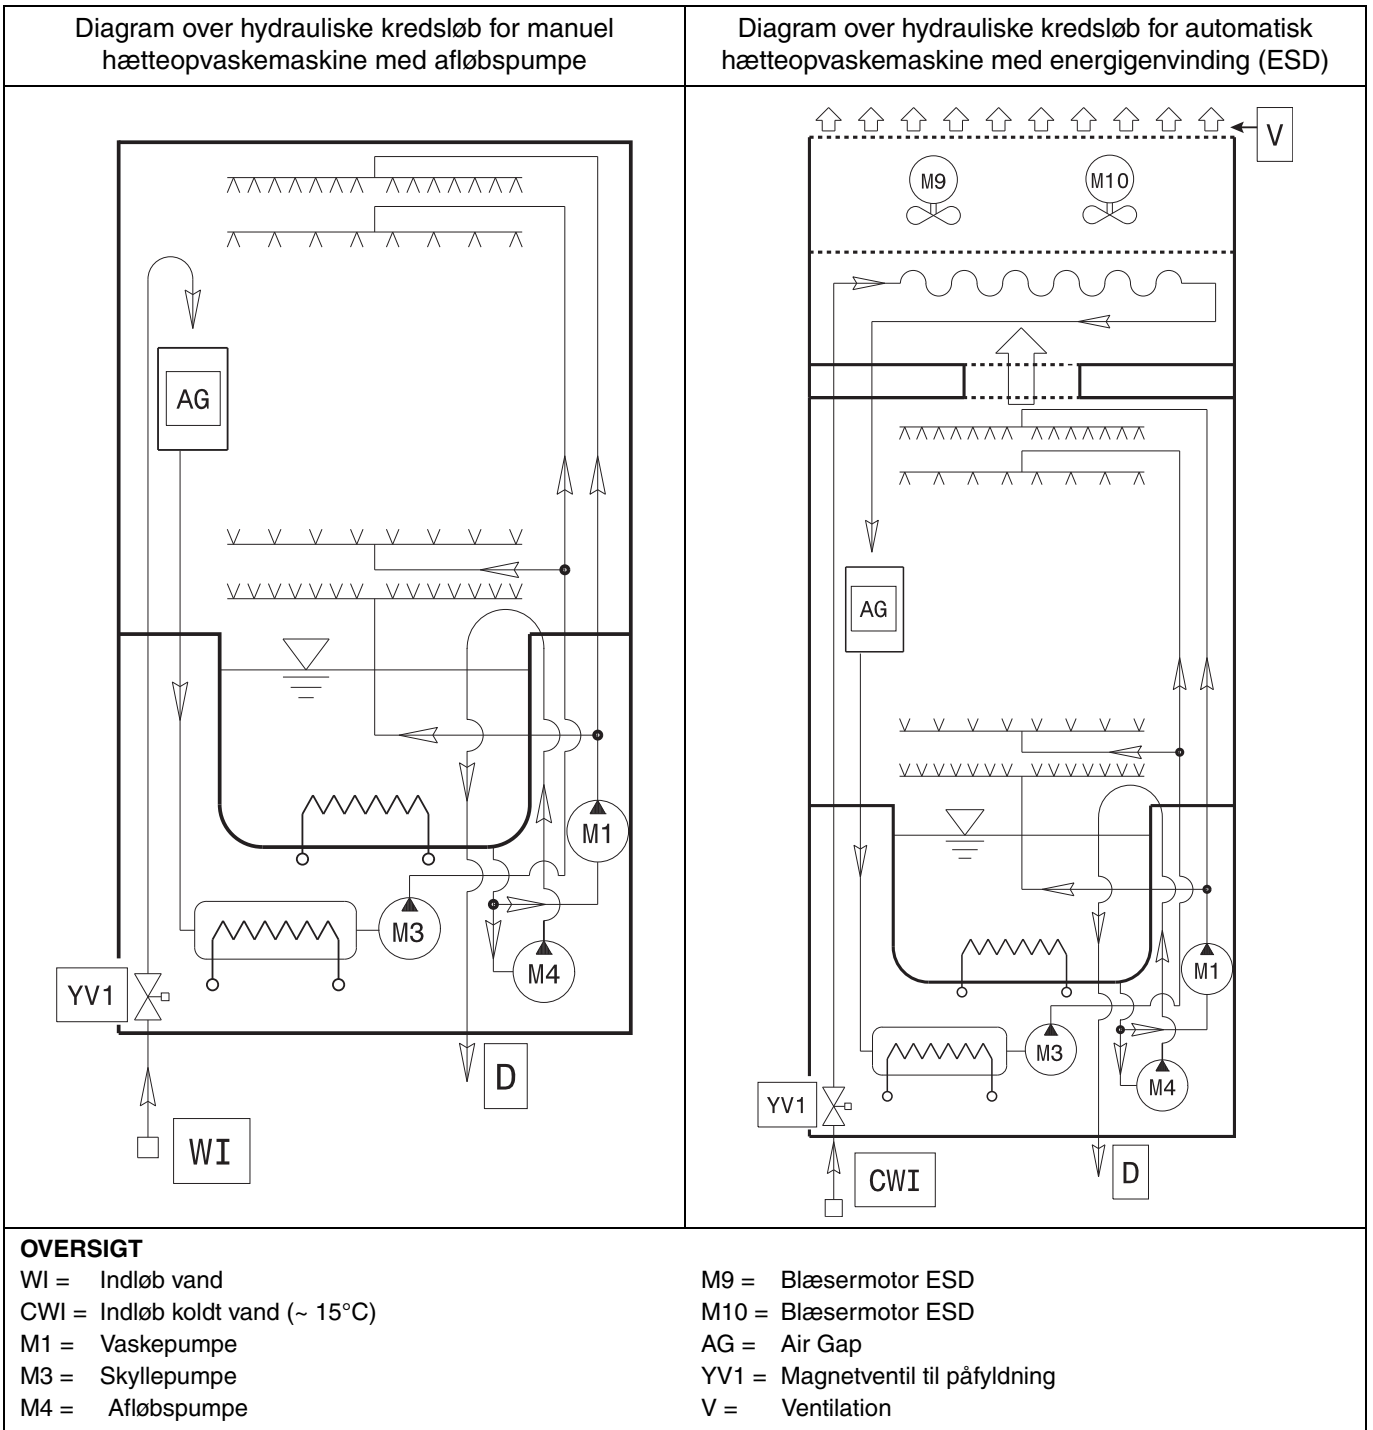 Diagram over hydrauliske kredsløb for manuel
hætteopvaskemaskine med afløbspumpe
Diagram over hydrauliske kredsløb for automatisk
hætteopvaskemaskine med energigenvinding (ESD)
AG
M1
M3
M4
YV1
D
WI
V
M9
M10
AG
M1
M3
M4
YV1
D
CWI
OVERSIGT
WI = Indløb vand
CWI = Indløb koldt vand (~ 15°C)
M1 = Vaskepumpe
M3 = Skyllepumpe
M4 = Afløbspumpe
M9 = Blæsermotor ESD
M10 = Blæsermotor ESD
AG = Air Gap
YV1 = Magnetventil til påfyldning
V = Ventilation